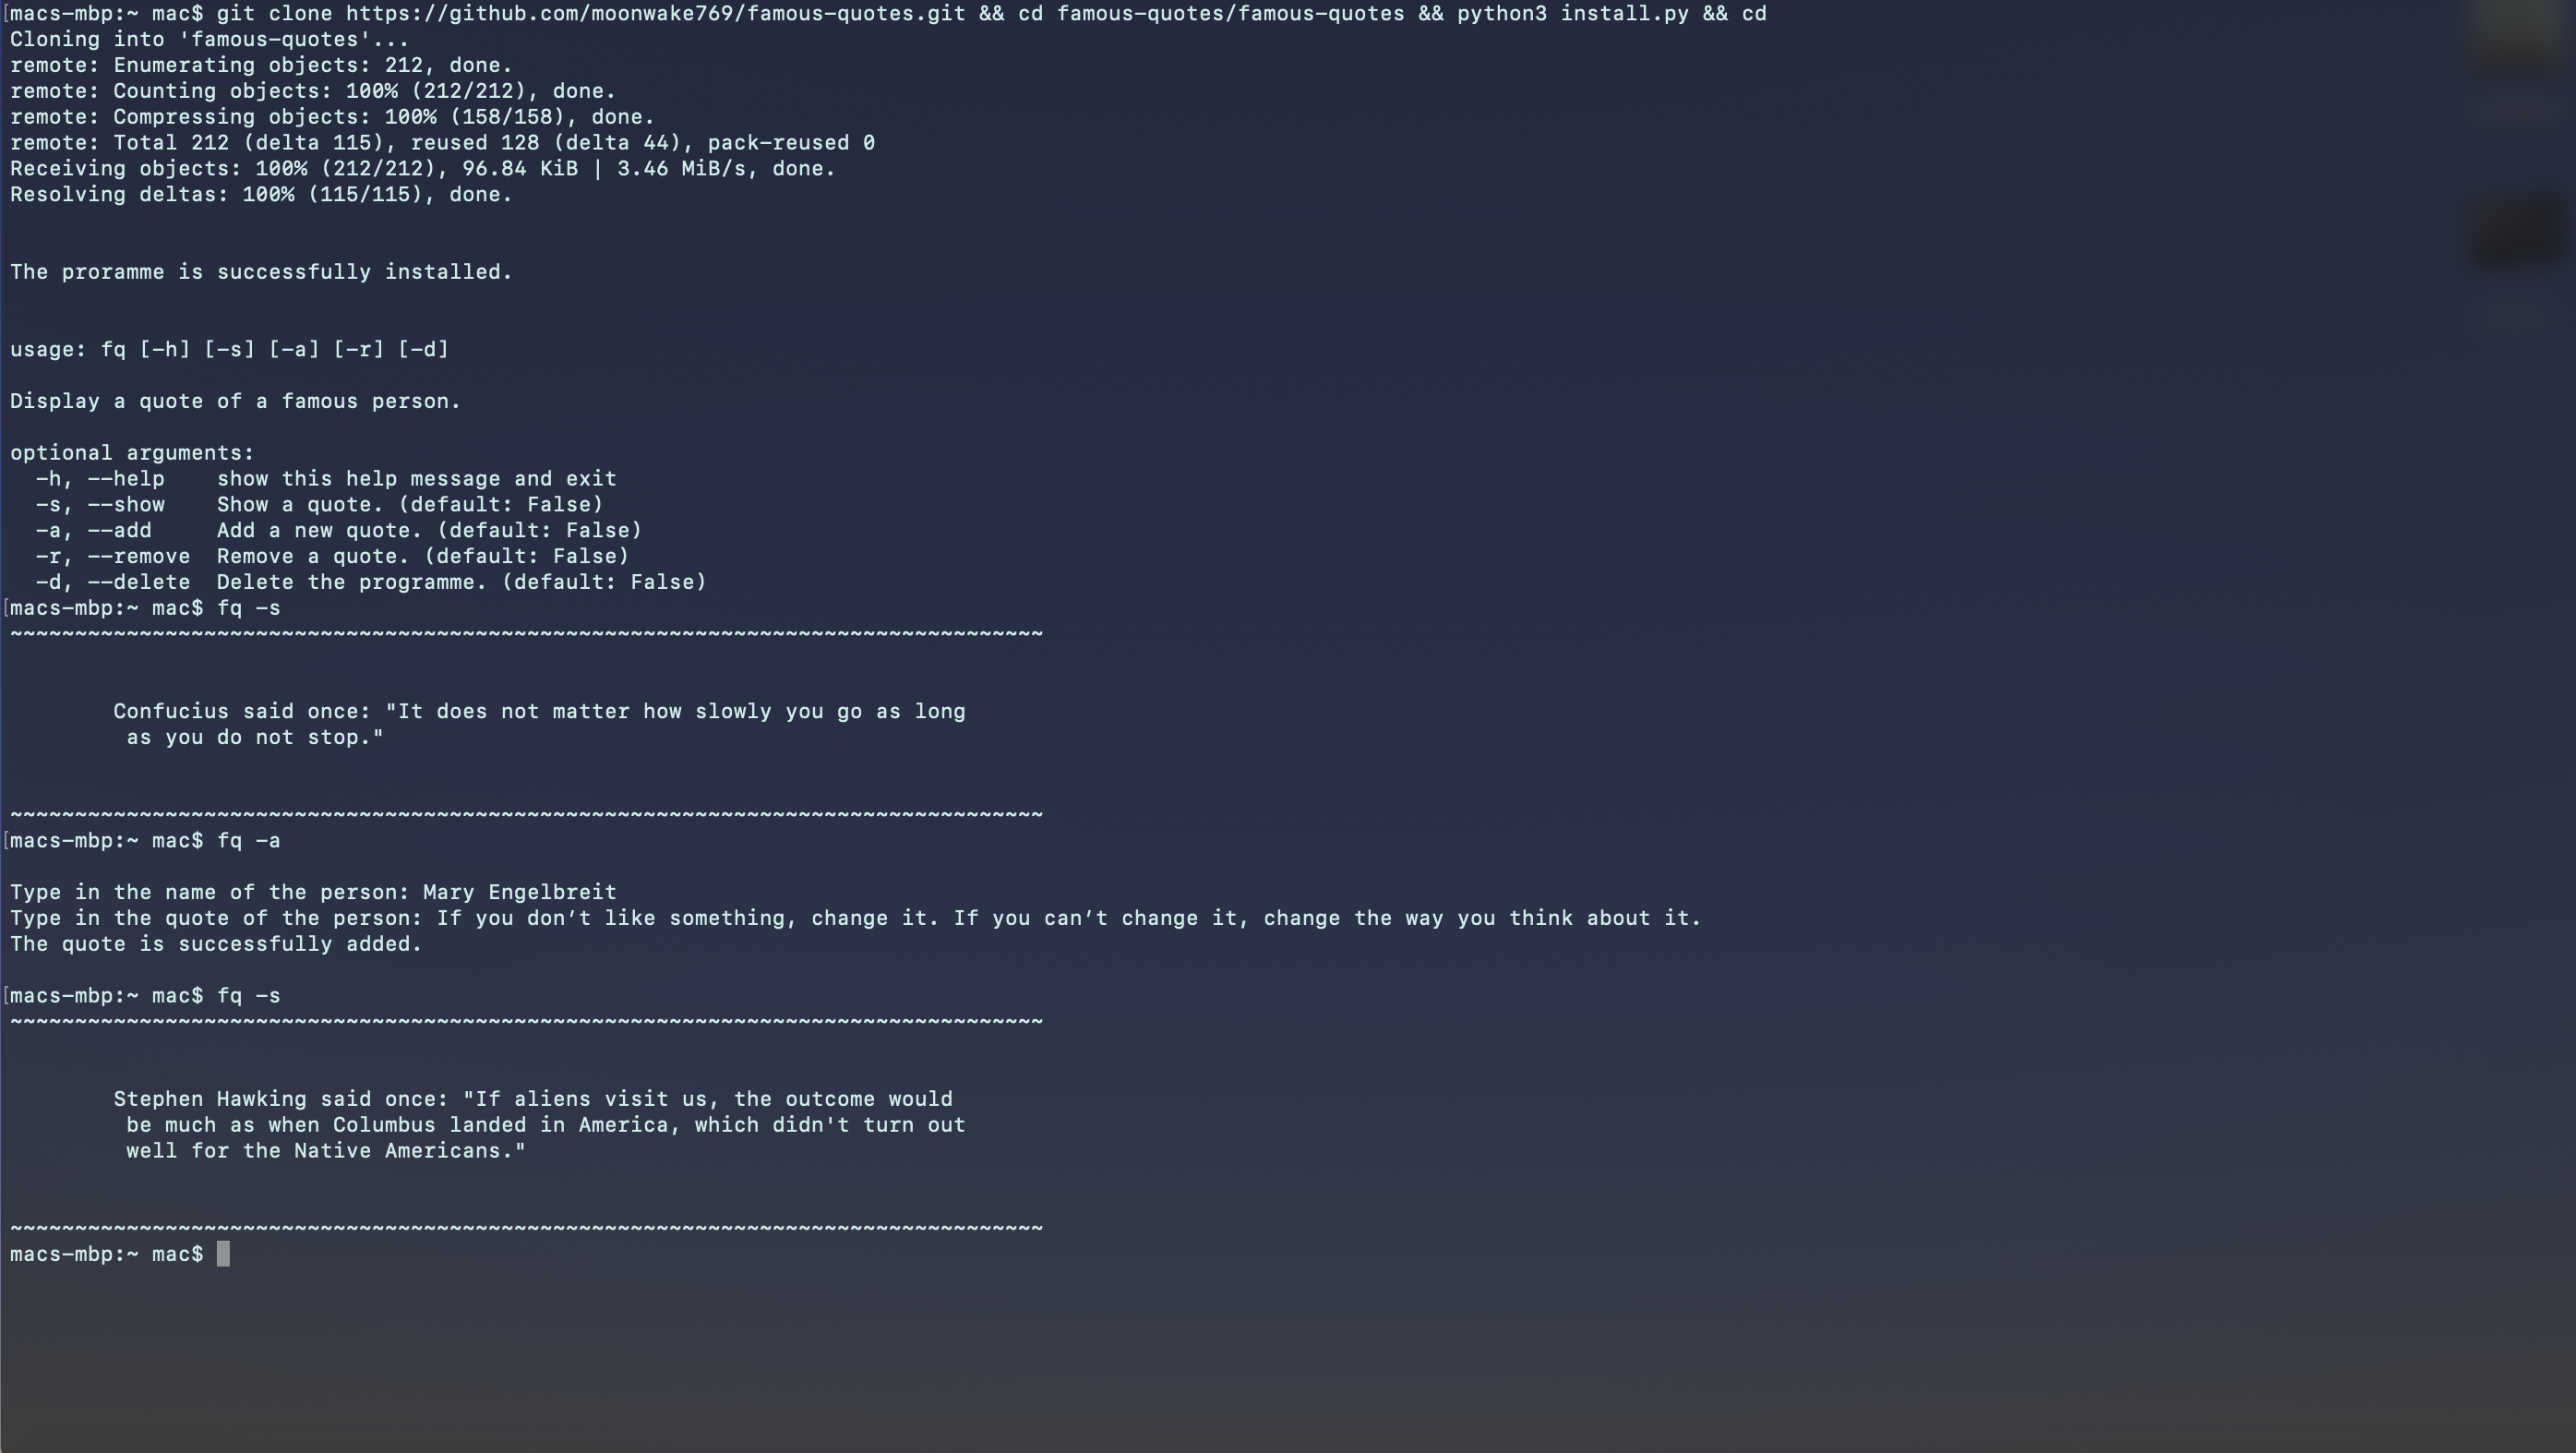 [macs-mbp:~ mac$ git clone https://github.com/moonwake769/famous-quotes.git && cd famous-quotes/famous-quotes && python3 install.py && cd
Cloning into 'famous-quotes'...
remote: Enumerating objects: 212, done.
remote: Counting objects: 100% (212/212), done.
remote: Compressing objects: 100% (158/158), done.
remote: Total 212 (delta 115), reused 128 (delta 44), pack-reused 0
Receiving objects: 100% (212/212), 96.84 KiB | 3.46 MiB/s, done.
Resolving deltas: 100% (115/115), done.
The proramme is successfully installed.
usage: fq [-h] [-s] [-a] [-r] [-d]
Display a quote of a famous person.
optional arguments:
  -h, --help    show this help message and exit
  -s, --show    Show a quote. (default: False)
  -a, --add     Add a new quote. (default: False)
  -r, --remove  Remove a quote. (default: False)
  -d, --delete  Delete the programme. (default: False)
[macs-mbp:~ mac$ fq -s
~~~~~~~~~~~~~~~~~~~~~~~~~~~~~~~~~~~~~~~~~~~~~~~~~~~~~~~~~~~~~~~~~~~~~~~~~~~~~~~~
        Confucius said once: "It does not matter how slowly you go as long
         as you do not stop."
~~~~~~~~~~~~~~~~~~~~~~~~~~~~~~~~~~~~~~~~~~~~~~~~~~~~~~~~~~~~~~~~~~~~~~~~~~~~~~~~
[macs-mbp:~ mac$ fq -a
Type in the name of the person: Mary Engelbreit
Type in the quote of the person: If you don’t like something, change it. If you can’t change it, change the way you think about it.
The quote is successfully added.
[macs-mbp:~ mac$ fq -s
~~~~~~~~~~~~~~~~~~~~~~~~~~~~~~~~~~~~~~~~~~~~~~~~~~~~~~~~~~~~~~~~~~~~~~~~~~~~~~~~
        Stephen Hawking said once: "If aliens visit us, the outcome would
         be much as when Columbus landed in America, which didn't turn out
         well for the Native Americans."
~~~~~~~~~~~~~~~~~~~~~~~~~~~~~~~~~~~~~~~~~~~~~~~~~~~~~~~~~~~~~~~~~~~~~~~~~~~~~~~~
macs-mbp:~ mac$